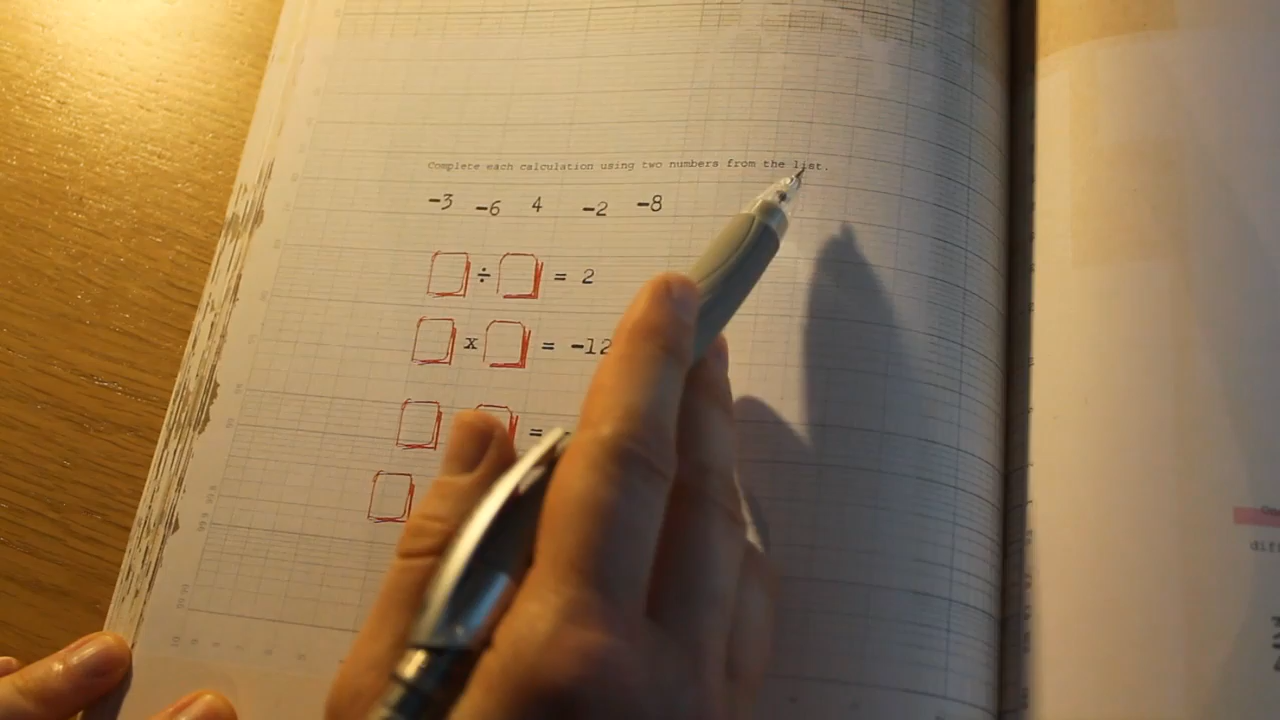 Complete each calculation using two numbers from the list.
-3 -6 4 -2 -8
÷ = 2
x = -12
=